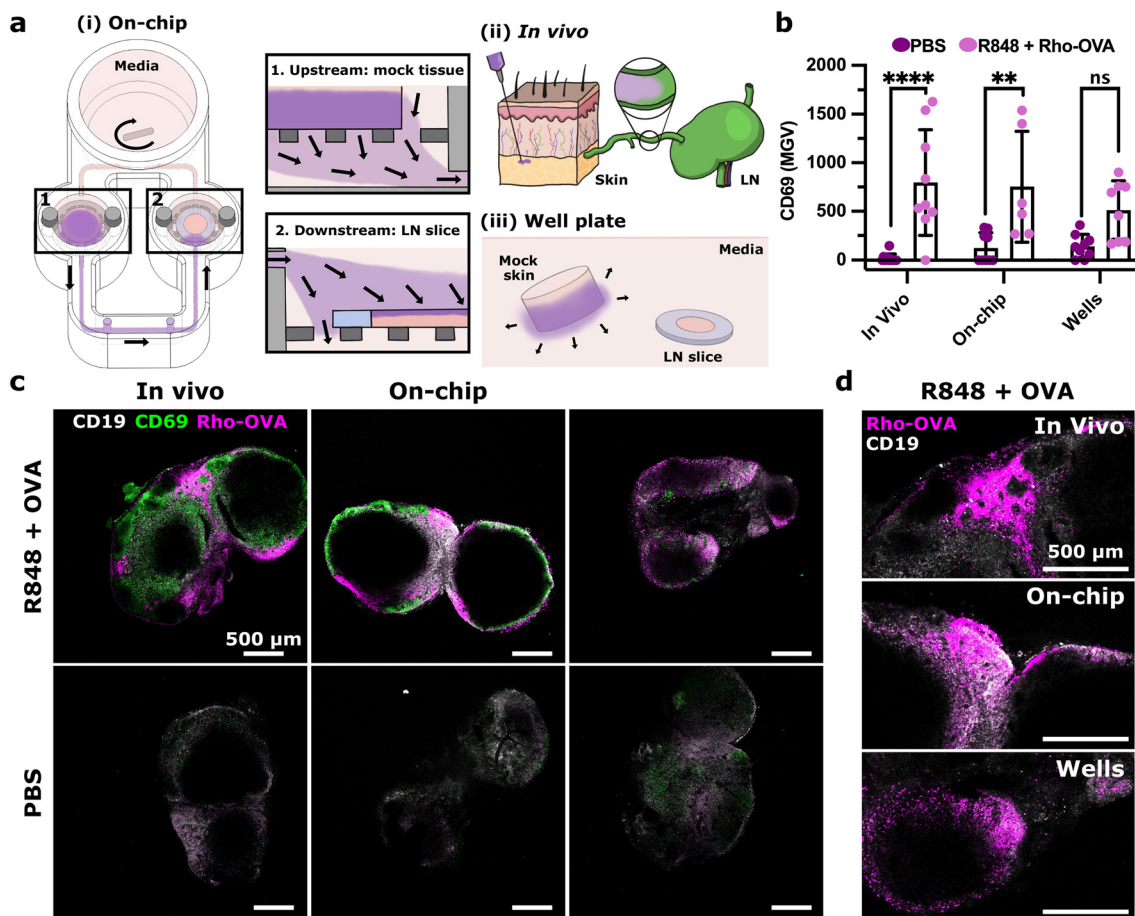 a
(i) On-chip
Media
1
2
1. Upstream: mock tissue
2. Downstream: LN slice
(ii) In vivo
Skin
LN
(iii) Well plate
Media
Mock
skin
LN slice
b
PBS R848 + Rho-OVA
CD69 (MGV)
2000
1500
1000
500
0
**** ** ns
In Vivo
On-chip
Wells
c
In vivo On-chip
CD19 CD69 Rho-OVA
R848 + OVA
500 µm
PBS
d
R848 + OVA
Rho-OVA
CD19
In Vivo
500 µm
On-chip
Wells